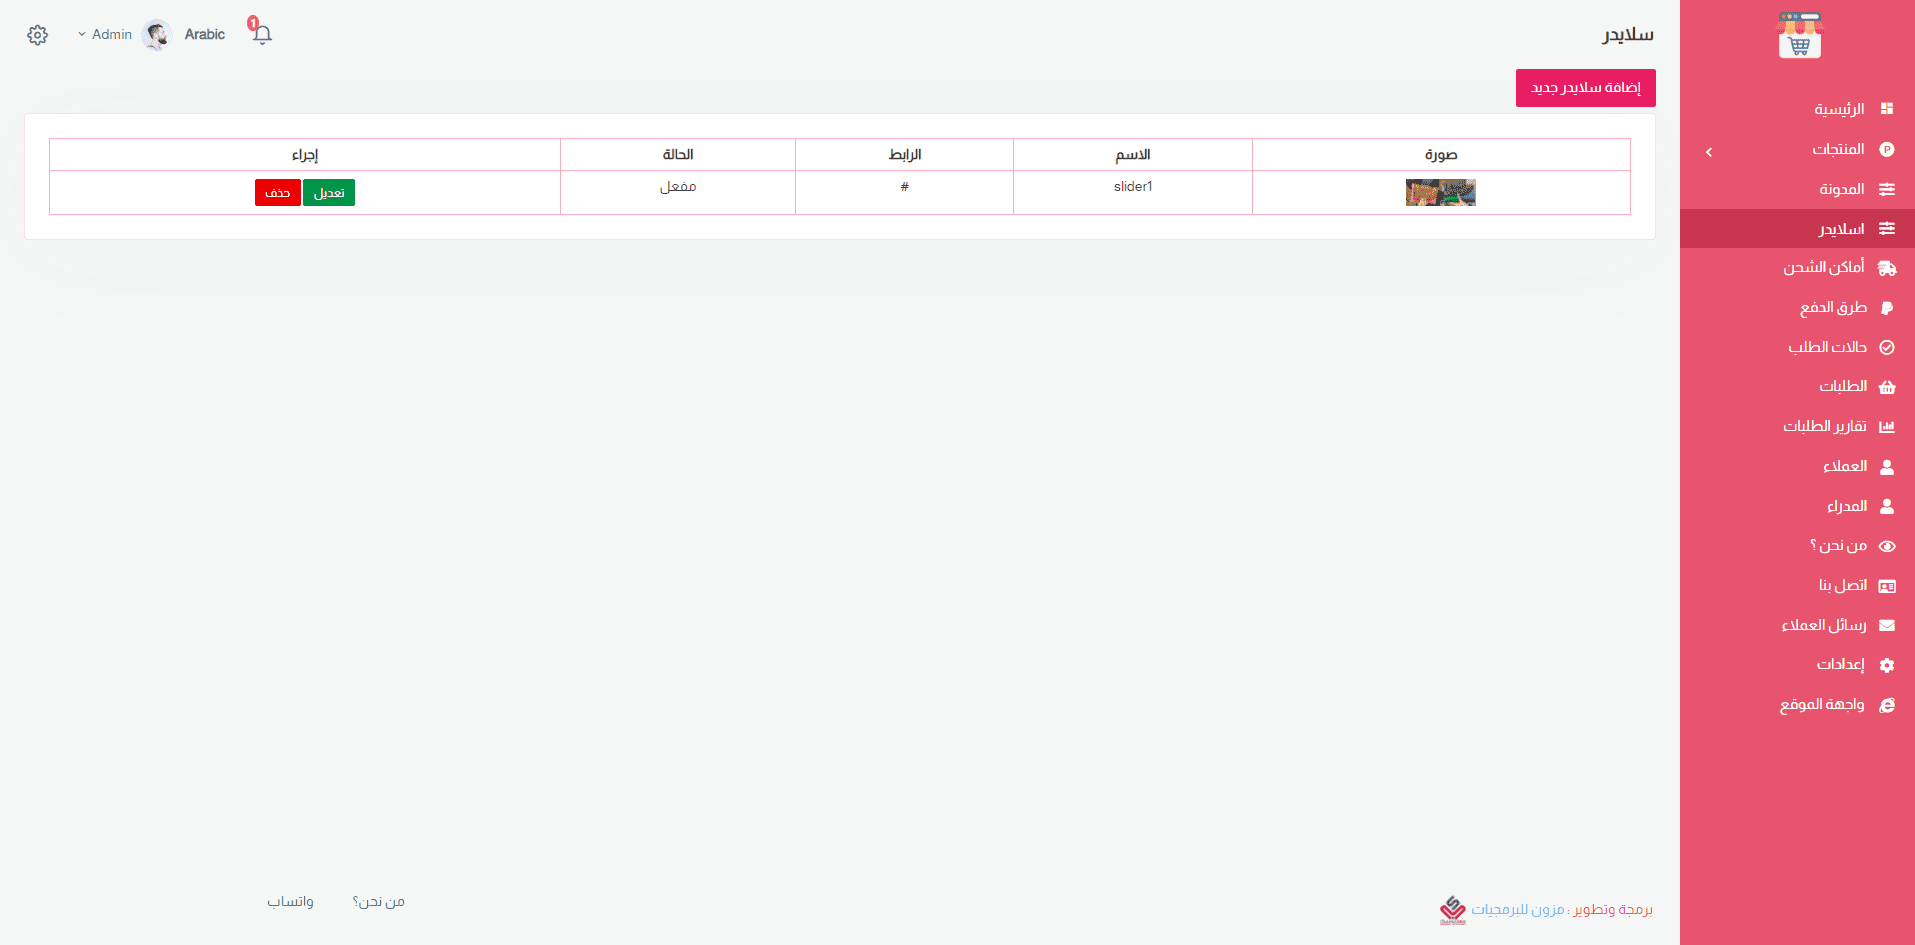 سلايدر
1
Arabic
Admin
إضافة سلايدر جديد
صورة الاسم الرابط الحالة إجراء
slider1 # مفعل تعديل حذف
الرئيسية
المنتجات
المدونة
اسلايدر
أماكن الشحن
طرق الدفع
حالات الطلب
الطلبات
تقارير الطلبات
العملاء
المدراء
من نحن ؟
اتصل بنا
رسائل العملاء
إعدادات
واجهة الموقع
برمجة وتطوير : مزون للبرمجيات
من نحن؟ واتساب